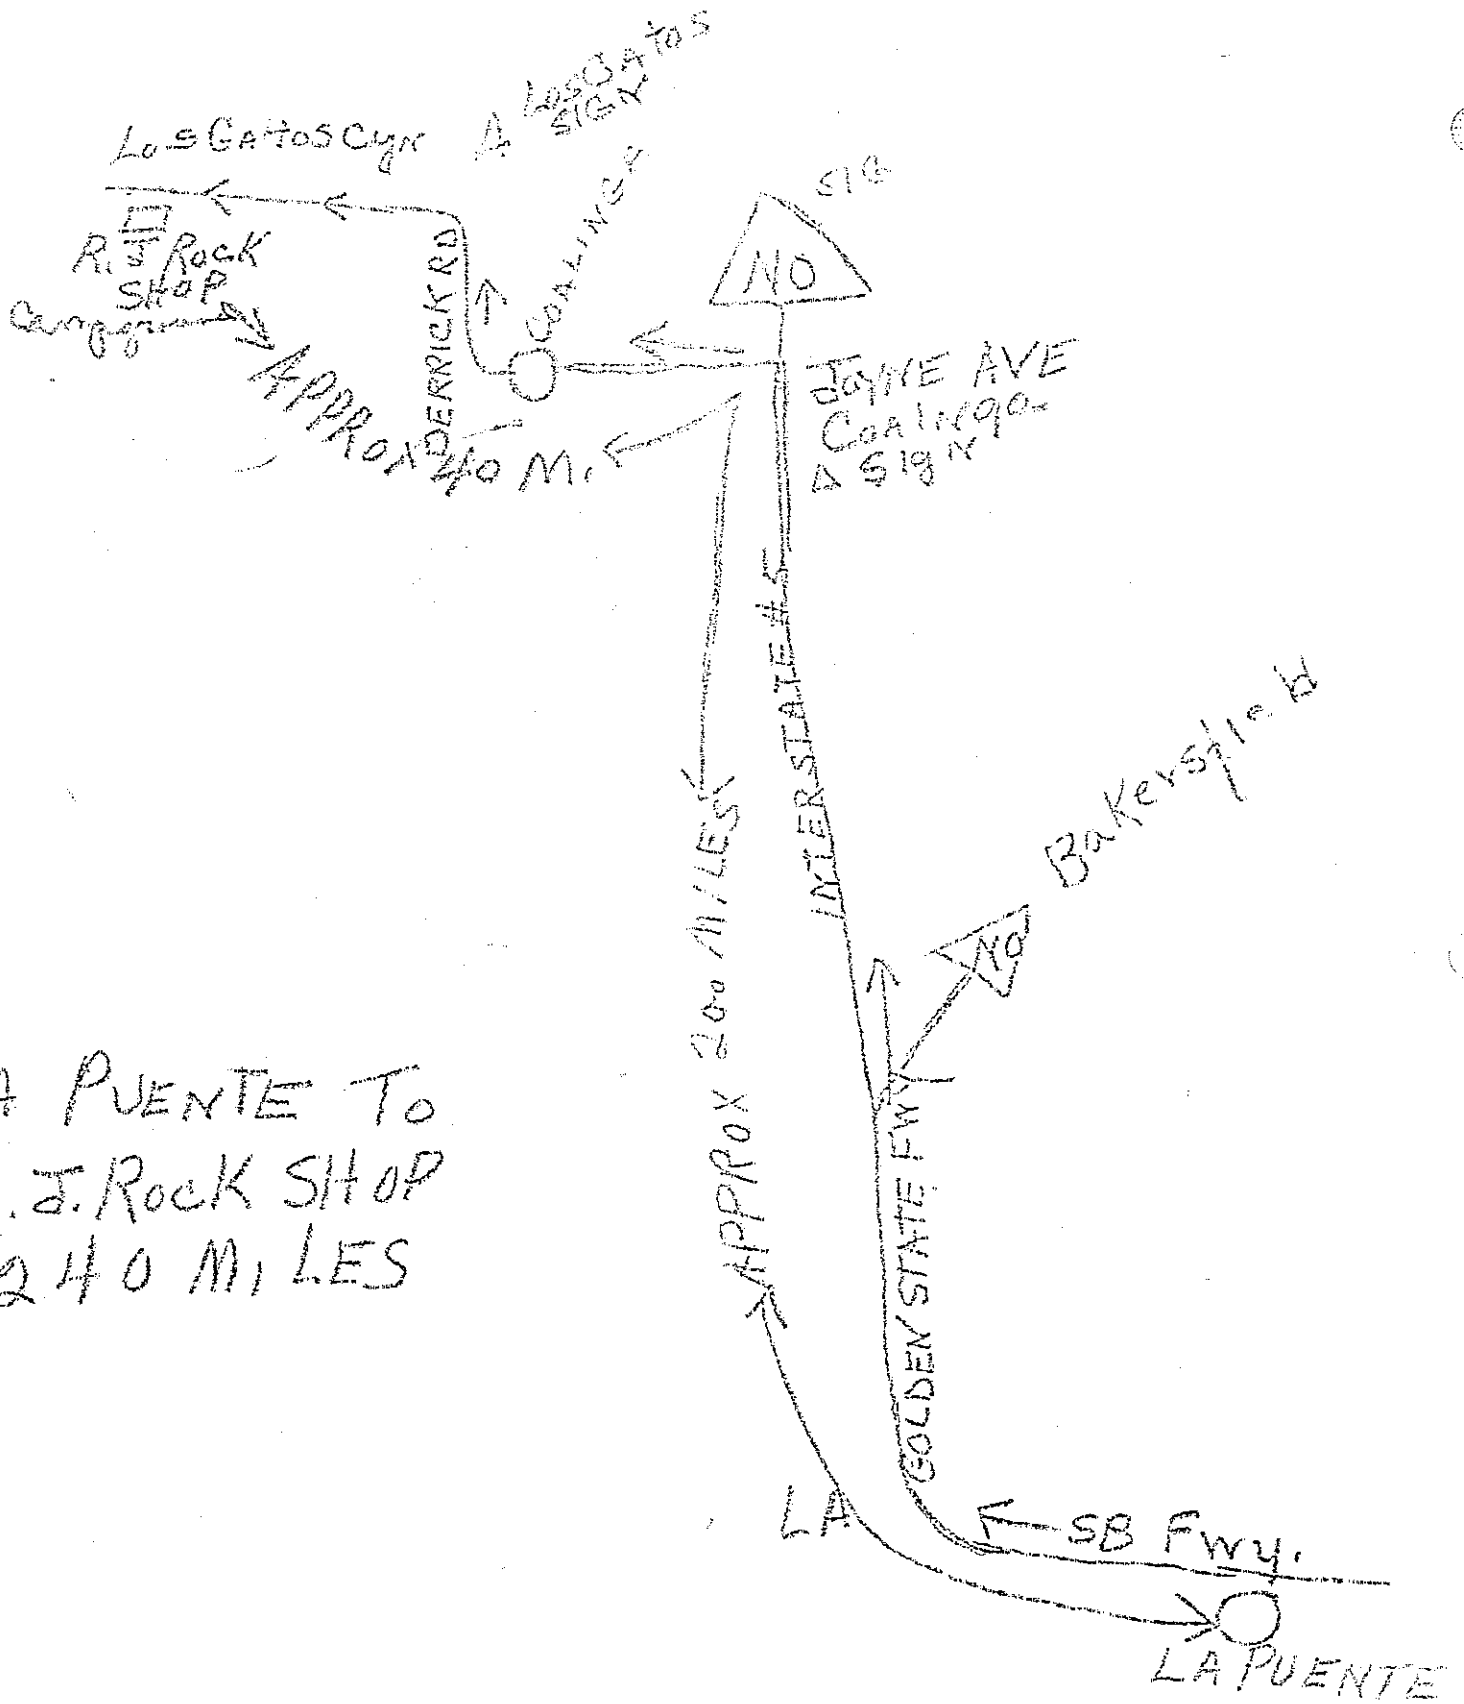 Los Gatos
SIGN
Los GAttos Cyn
SIG
R.J Rock
SHOP
Campground
COALINGA
DERRICK RD
NO
JAYNE AVE
COALINGa
SIgN
APPROX 40 M.
INTERSTATE #5
Bakersfield
NO
APPROX 200 MILES
A PUENTE To
.J. Rock SHOP
240 MILES
GOLDEN STATE FWY
LA
SB Fwy.
LA PUENTE